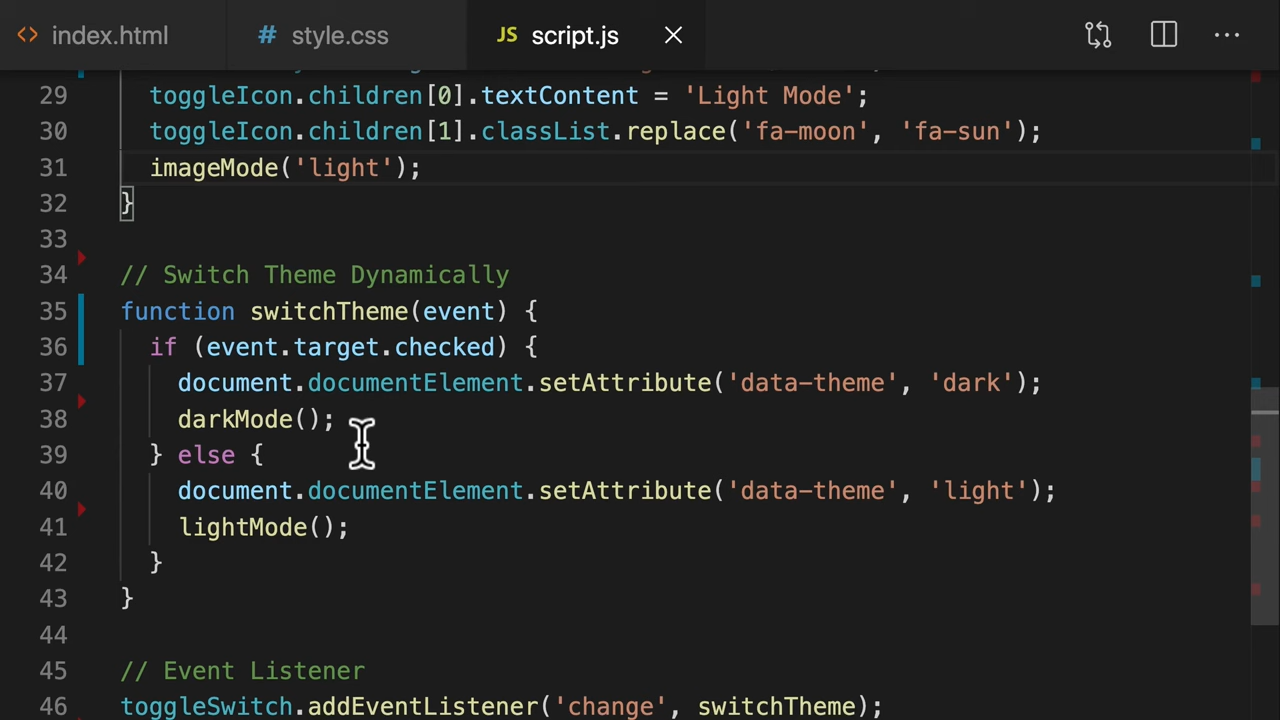 index.html # style.css JS script.js
29 toggleIcon.children[0].textContent = 'Light Mode';
30 toggleIcon.children[1].classList.replace('fa-moon', 'fa-sun');
31 imageMode('light');
32 }
33
34 // Switch Theme Dynamically
35 function switchTheme(event) {
36 if (event.target.checked) {
37 document.documentElement.setAttribute('data-theme', 'dark');
38 darkMode();
39 } else {
40 document.documentElement.setAttribute('data-theme', 'light');
41 lightMode();
42 }
43 }
44
45 // Event Listener
46 toggleSwitch.addEventListener('change', switchTheme);